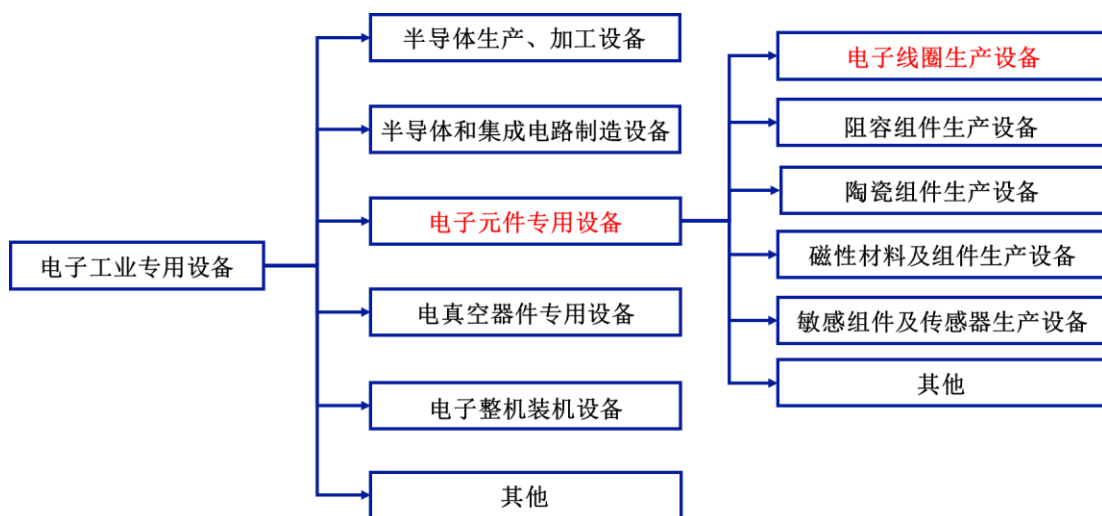 电子工业专用设备
半导体生产、加工设备
半导体和集成电路制造设备
电子元件专用设备
电真空器件专用设备
电子整机装机设备
其他
电子线圈生产设备
阻容组件生产设备
陶瓷组件生产设备
磁性材料及组件生产设备
敏感组件及传感器生产设备
其他